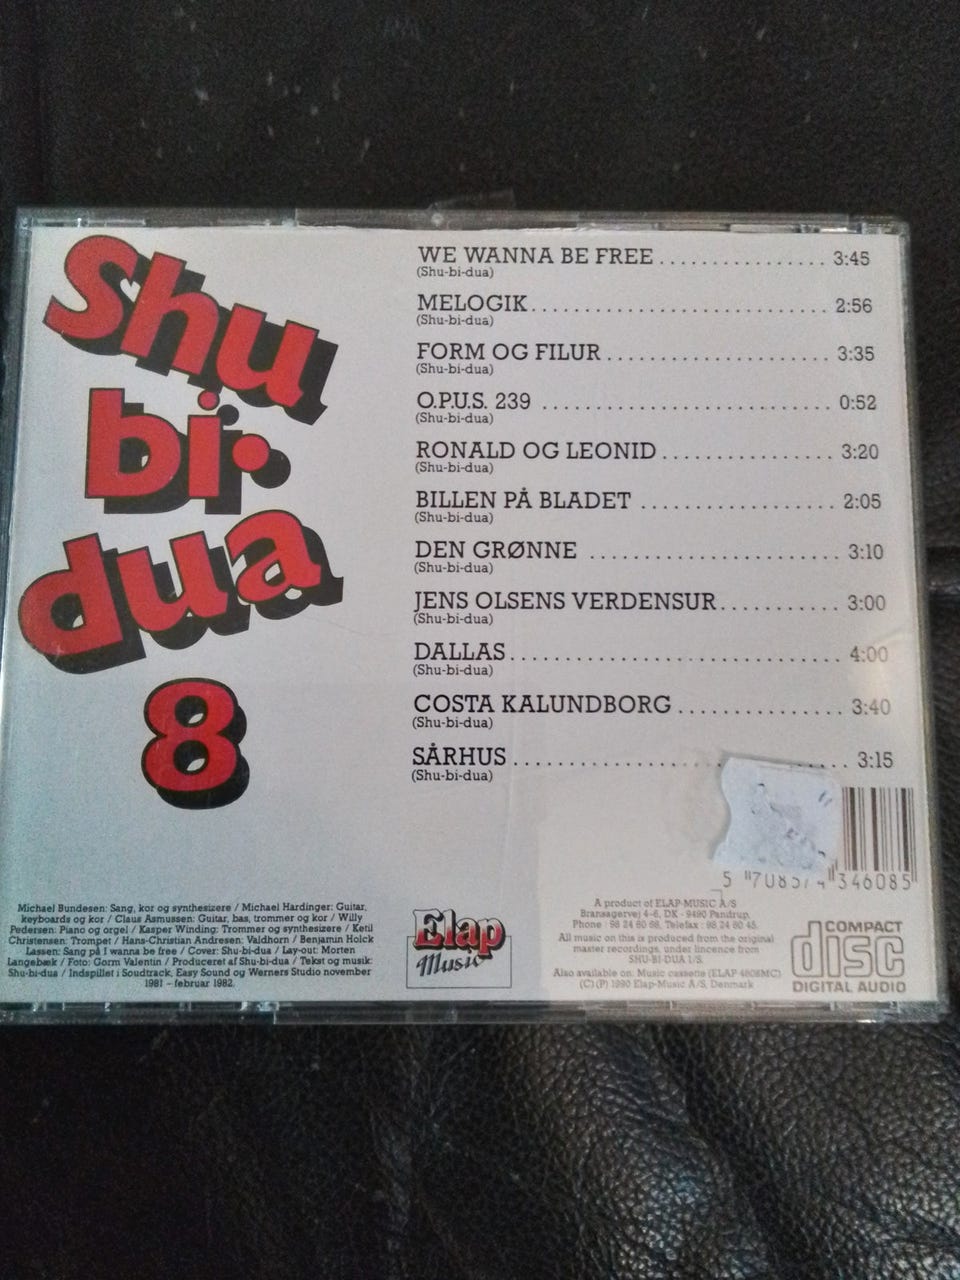 Shu
bi·
dua
8
WE WANNA BE FREE ................ 3:45
(Shu-bi-dua)
MELOGIK ............................... 2:56
(Shu-bi-dua)
FORM OG FILUR ....................... 3:35
(Shu-bi-dua)
O.P.U.S. 239 .............................. 0:52
(Shu-bi-dua)
RONALD OG LEONID ................. 3:20
(Shu-bi-dua)
BILLEN PÅ BLADET ................... 2:05
(Shu-bi-dua)
DEN GRØNNE ......................... 3:10
(Shu-bi-dua)
JENS OLSENS VERDENSUR ............ 3:00
(Shu-bi-dua)
DALLAS ................................. 4:00
(Shu-bi-dua)
COSTA KALUNDBORG ................ 3:40
(Shu-bi-dua)
SÅRHUS ................................. 3:15
(Shu-bi-dua)
346085
Michael Bundesen: Sang, kor og synthesizere / Michael Hardinger: Guitar,
keyboards og kor / Claus Asmussen: Guitar, bas, trommer og kor / Willy
Pedersen: Piano og orgel / Kasper Winding: Trommer og synthesizere / Ketil
Christensen: Trompet / Hans-Christian Andresen: Valdhorn / Benjamin Holck
Lassen: Sang på I wanna be free / Cover: Shu-bi-dua / Lay-out: Morten
Langebæk / Foto: Gorm Valentin / Produceret af Shu-bi-dua / Tekst og musik:
Shu-bi-dua / Indspillet i Soudtrack, Easy Sound og Werners Studio november
1981 – februar 1982.
Elap
Music
A product of ELAP-MUSIC A/S
Bransagervej 4-6, DK - 9490 Pandrup.
Phone: 98 24 60 98, Telefax: 98 24 60 45.
All music on this is produced from the original
master recordings, under lincence from
SHU-BI-DUA I/S.
Also available on: Music cassette (ELAP 4608MC)
(C) (P) 1990 Elap-Music A/S, Denmark
COMPACT
disc
DIGITAL AUDIO